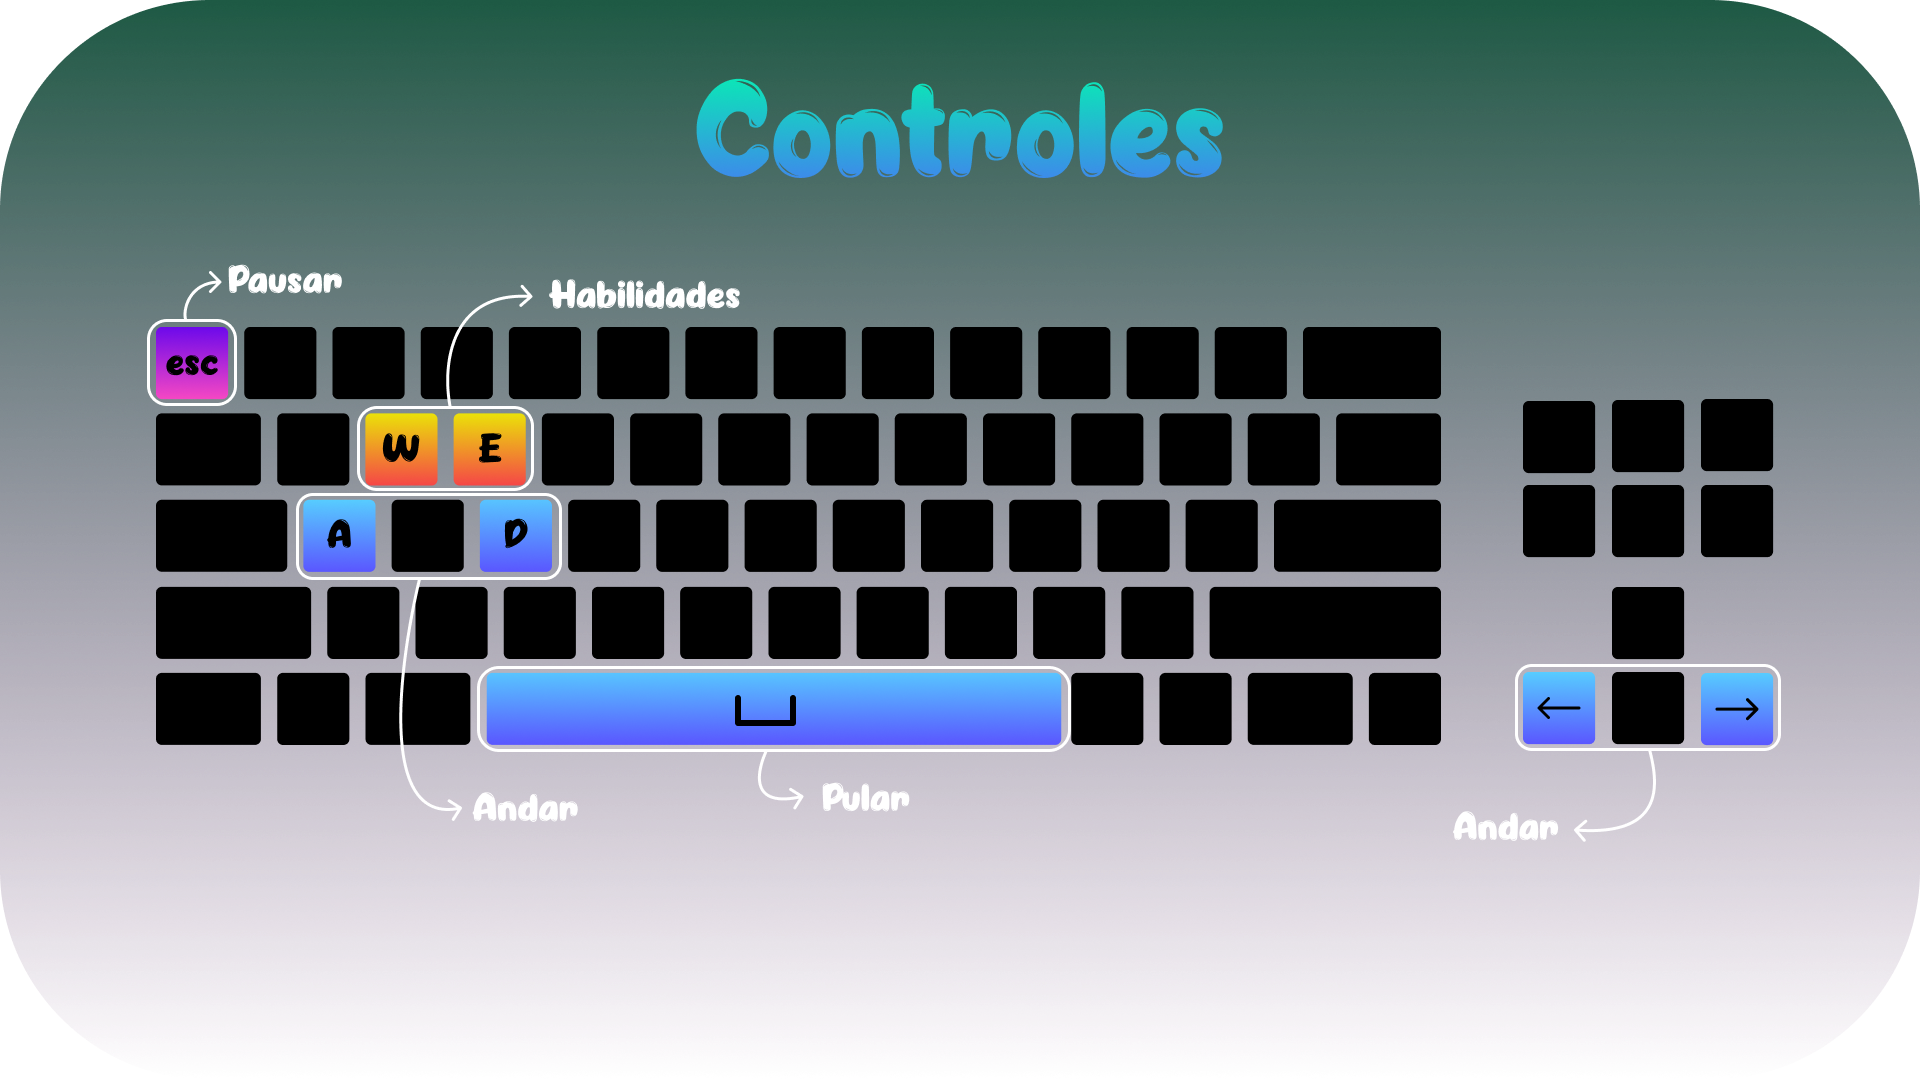 Controles
Pausar
Habilidades
esc
W E
A D
Andar
Pular
Andar